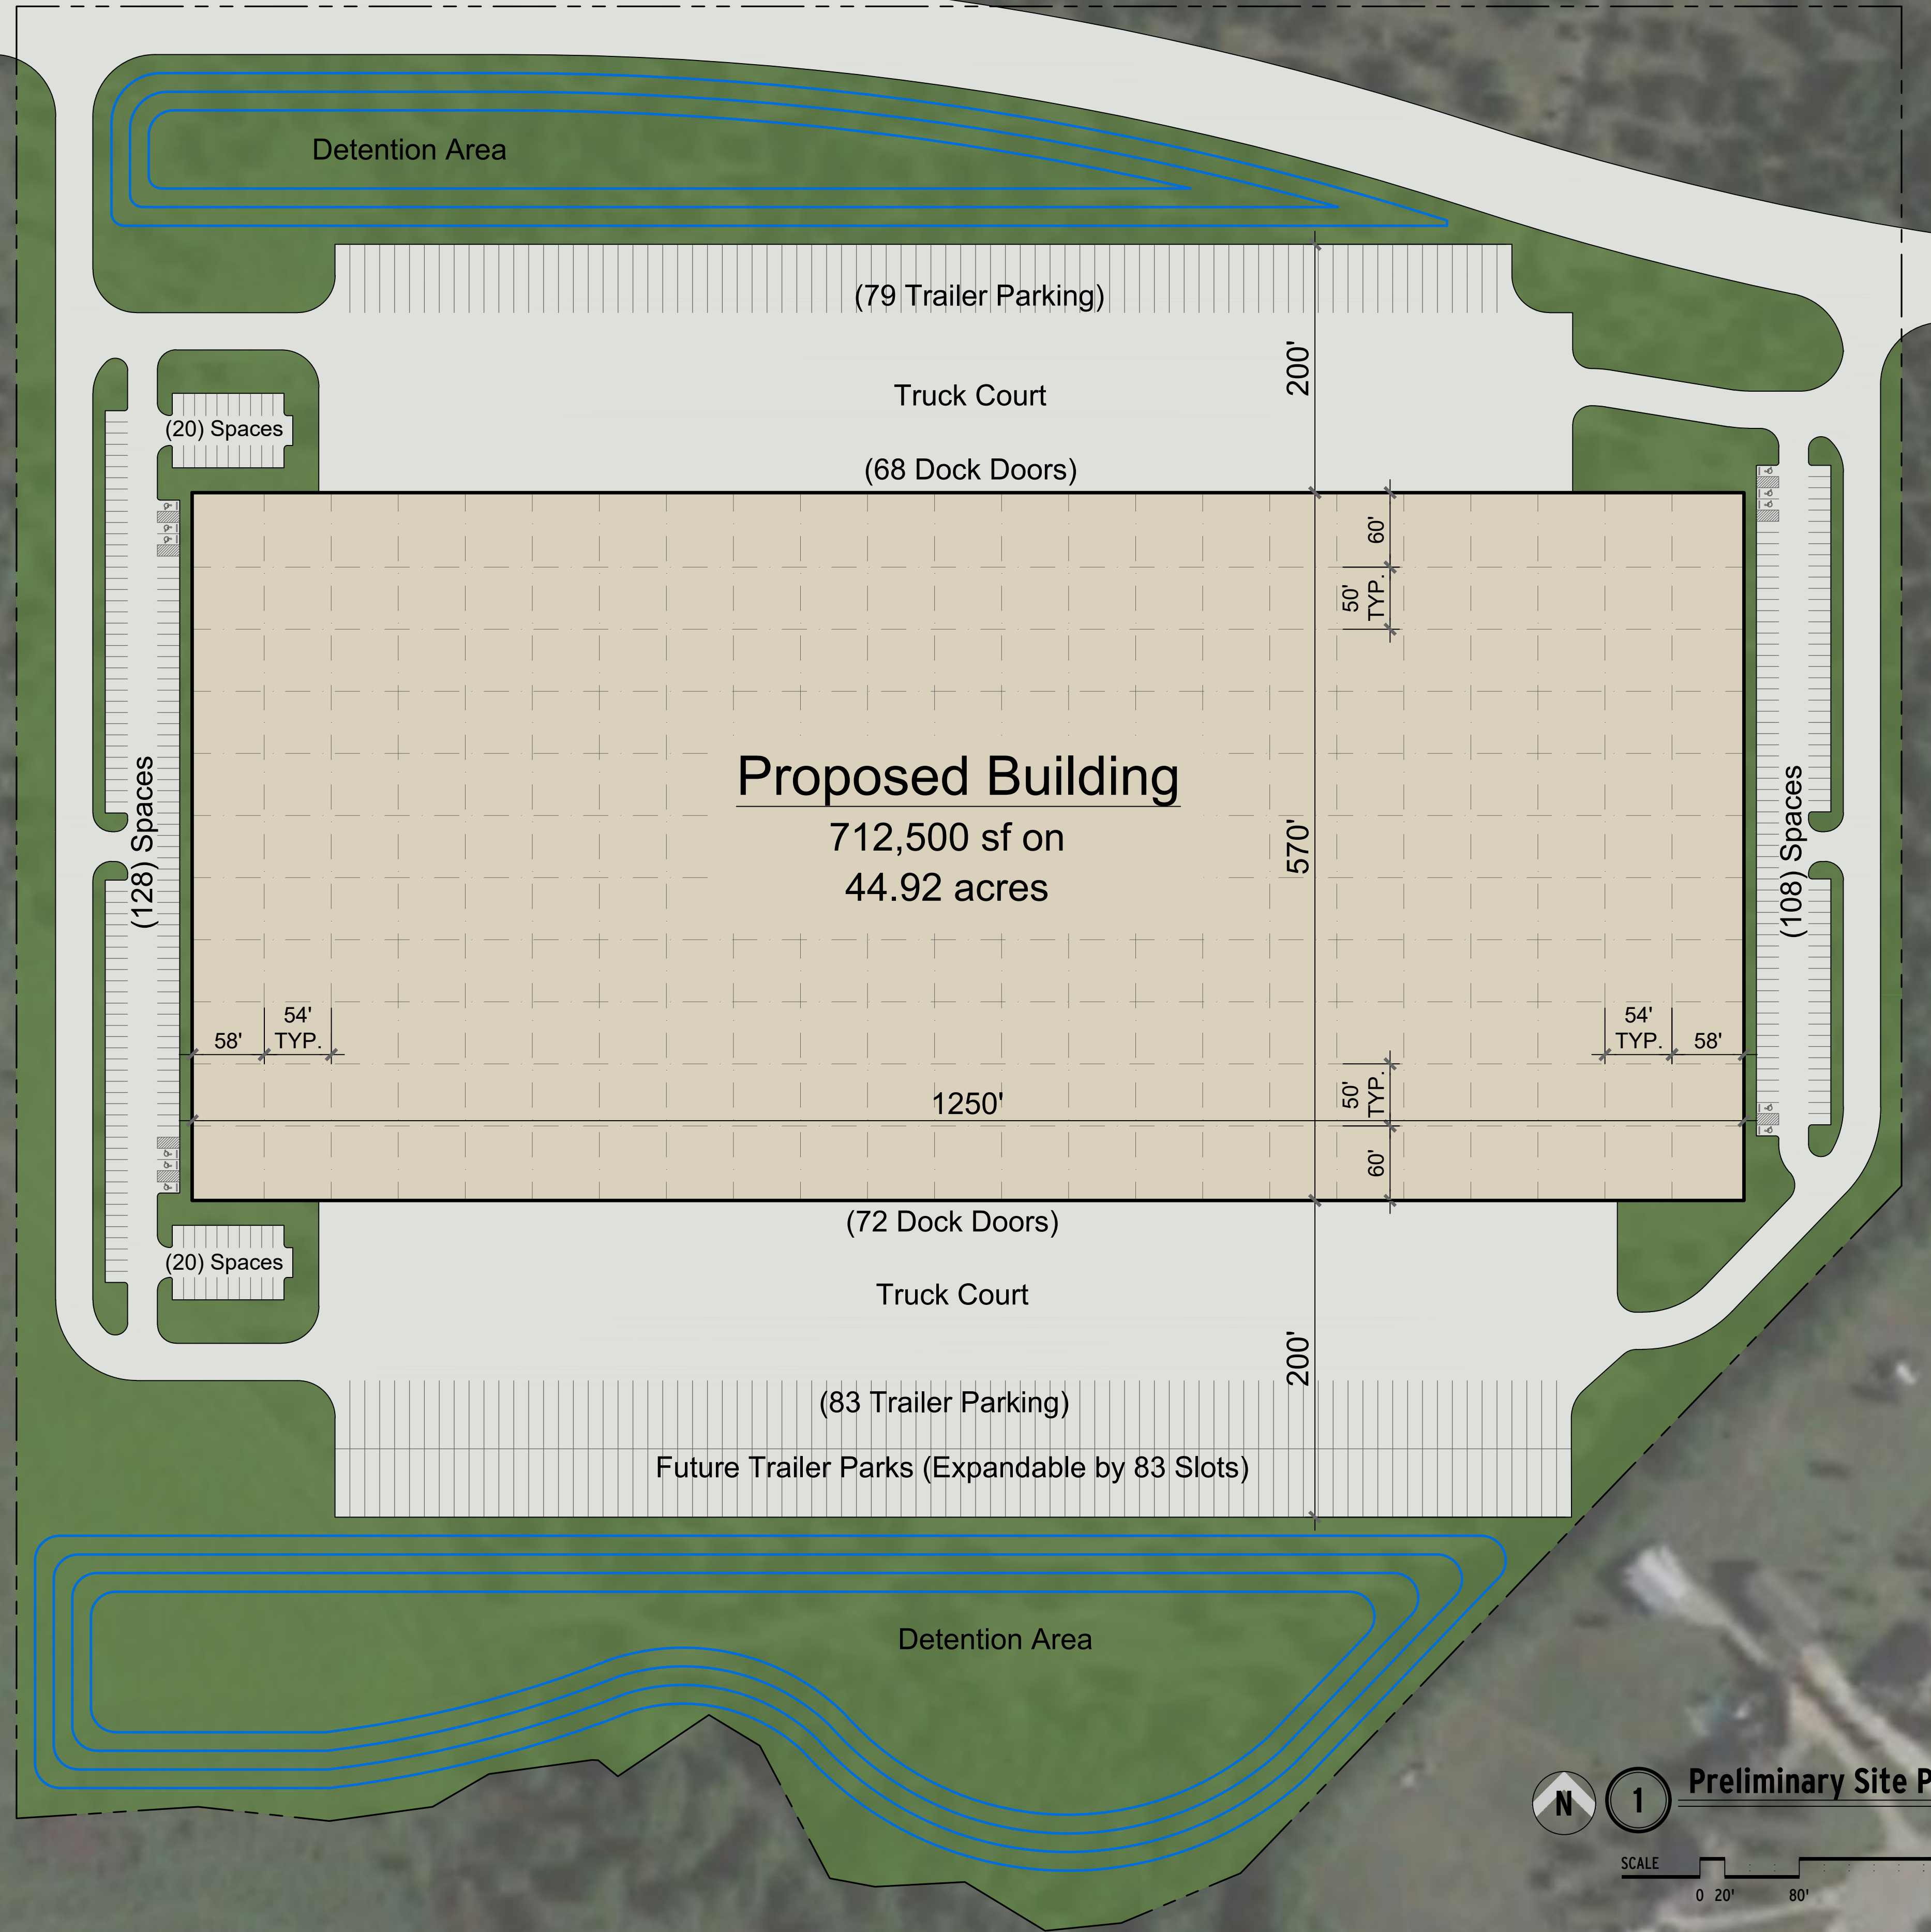 Detention Area
(79 Trailer Parking)
200'
Truck Court
(20) Spaces
(68 Dock Doors)
60'
50'
TYP.
Proposed Building
712,500 sf on
44.92 acres
570'
(128) Spaces
(108) Spaces
54'
TYP.
58'
54'
TYP.
58'
50'
TYP.
1250'
60'
(72 Dock Doors)
(20) Spaces
Truck Court
200'
(83 Trailer Parking)
Future Trailer Parks (Expandable by 83 Slots)
Detention Area
N
1
Preliminary Site P
SCALE
0 20' 80'